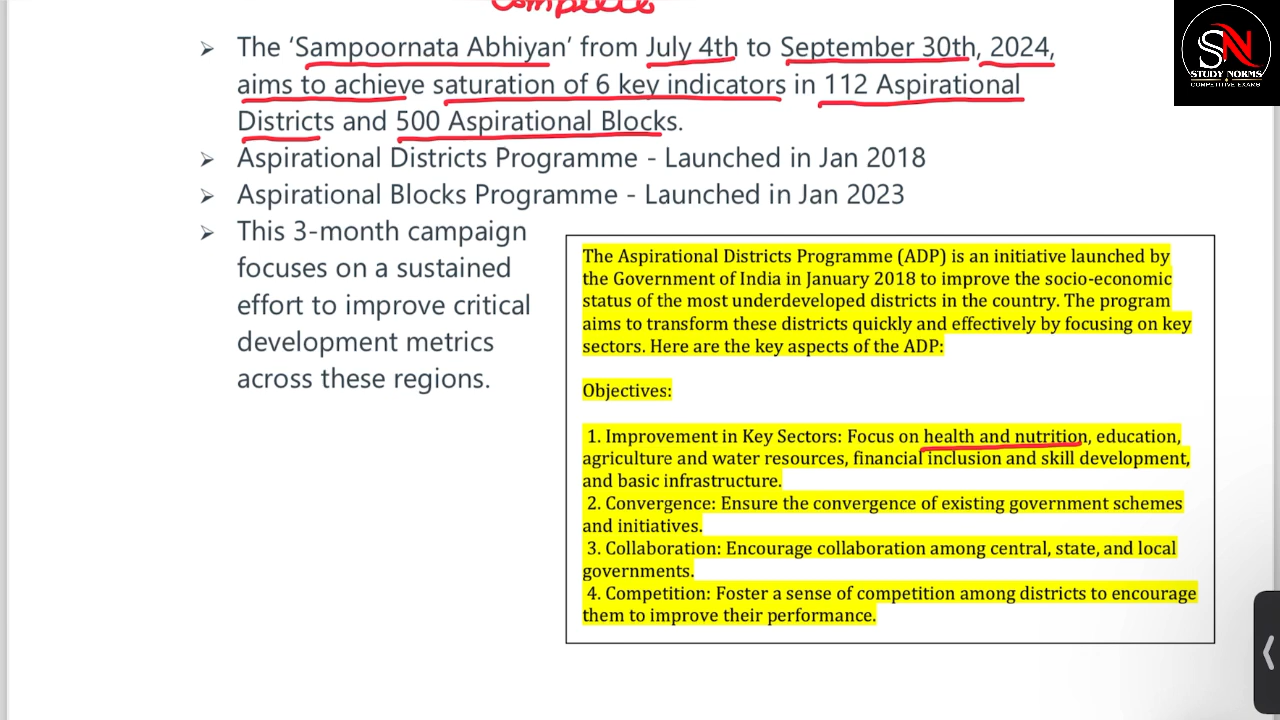 Complete
SN
STUDY NORMS
COMPETITIVE EXAMS
➢ The ‘Sampoornata Abhiyan’ from July 4th to September 30th, 2024,
aims to achieve saturation of 6 key indicators in 112 Aspirational
Districts and 500 Aspirational Blocks.
➢ Aspirational Districts Programme - Launched in Jan 2018
➢ Aspirational Blocks Programme - Launched in Jan 2023
➢ This 3-month campaign
focuses on a sustained
effort to improve critical
development metrics
across these regions.
The Aspirational Districts Programme (ADP) is an initiative launched by
the Government of India in January 2018 to improve the socio-economic
status of the most underdeveloped districts in the country. The program
aims to transform these districts quickly and effectively by focusing on key
sectors. Here are the key aspects of the ADP:
Objectives:
1. Improvement in Key Sectors: Focus on health and nutrition, education,
agriculture and water resources, financial inclusion and skill development,
and basic infrastructure.
2. Convergence: Ensure the convergence of existing government schemes
and initiatives.
3. Collaboration: Encourage collaboration among central, state, and local
governments.
4. Competition: Foster a sense of competition among districts to encourage
them to improve their performance.